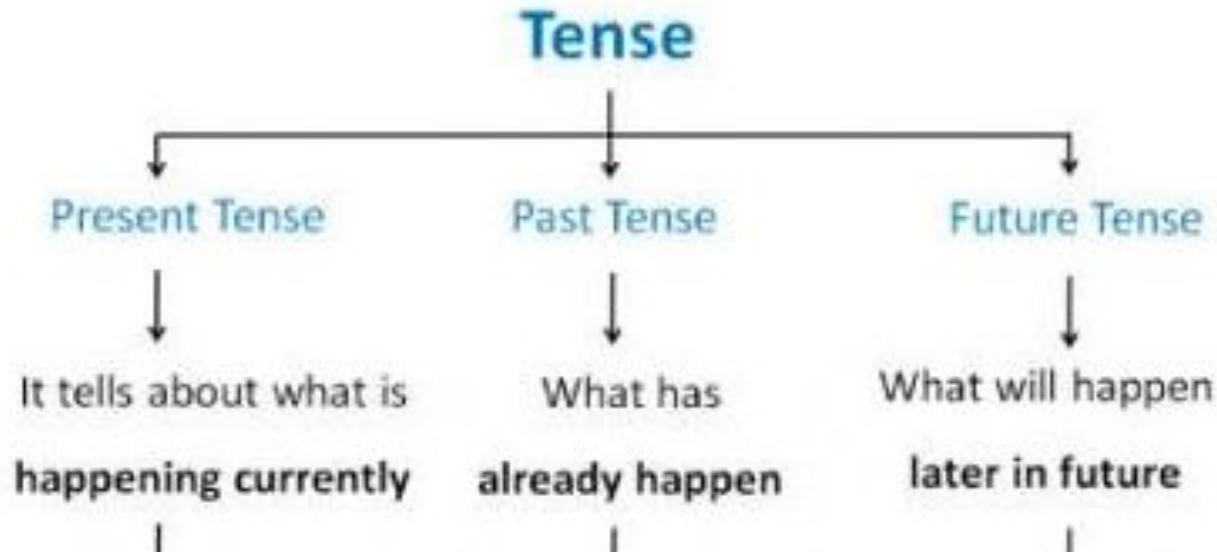 Tense
Present Tense
Past Tense
Future Tense
It tells about what is
happening currently
What has
already happen
What will happen
later in future